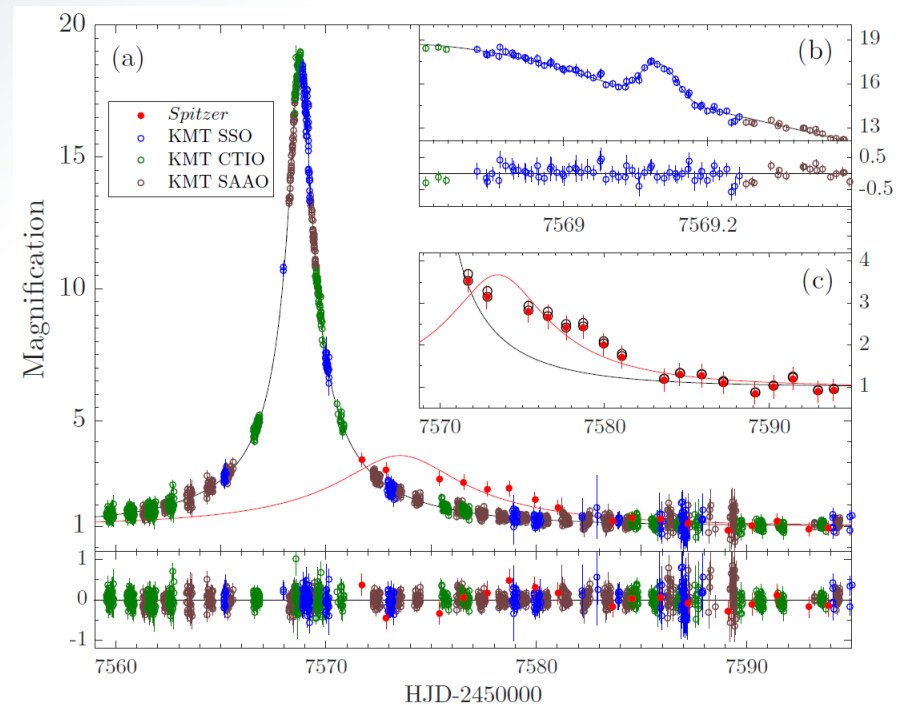 20
15
10
5
1
Magnification
(a)
Spitzer
KMT SSO
KMT CTIO
KMT SAAO
(b)
19
16
13
0.5
-0.5
7569
7569.2
(c)
4
3
2
1
7570
7580
7590
1
0
-1
7560
7570
7580
7590
HJD-2450000